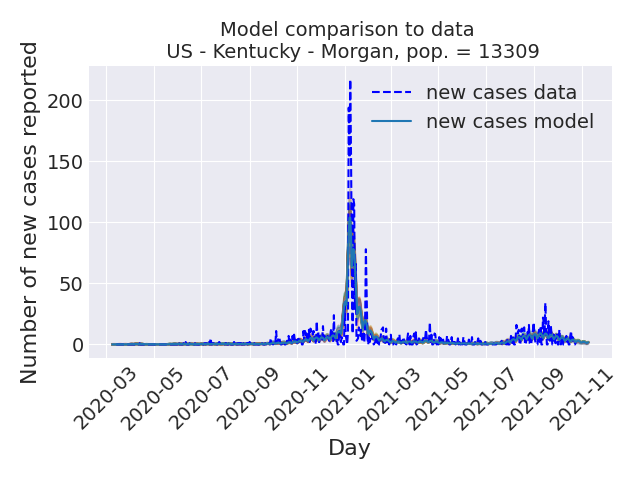 Model comparison to data
US - Kentucky - Morgan, pop. = 13309
Number of new cases reported
200
150
100
50
0
new cases data
new cases model
2020-03
2020-05
2020-07
2020-09
2020-11
2021-01
2021-03
2021-05
2021-07
2021-09
2021-11
Day